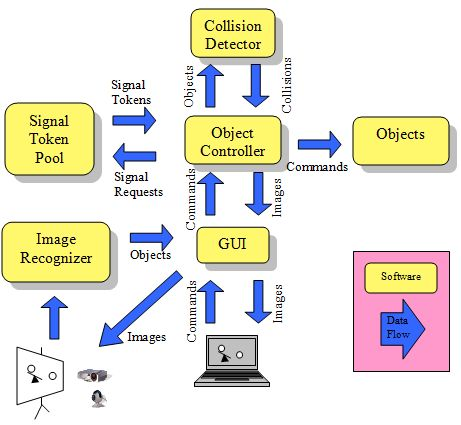 Collision
Detector
Objects
Collisions
Signal
Tokens
Signal
Token
Pool
Object
Controller
Objects
Signal
Requests
Commands
Commands
Images
Image
Recognizer
Objects
GUI
Images
Commands
Images
Software
Data
Flow